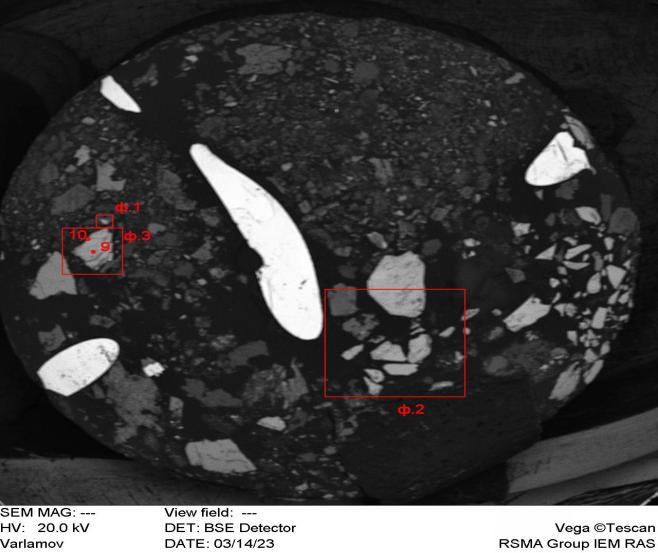 ф.1
10
ф.3
9
ф.2
SEM MAG: --- View field: ---
HV: 20.0 kV DET: BSE Detector Vega ©Tescan
Varlamov DATE: 03/14/23 RSMA Group IEM RAS